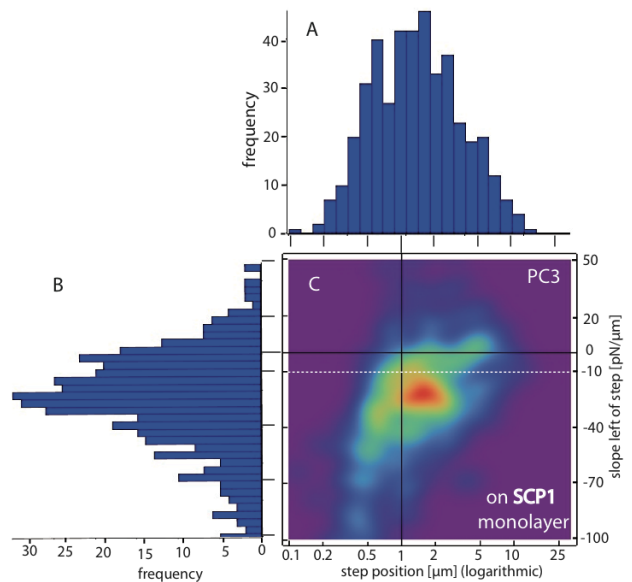 A
frequency
40
30
20
10
0
B
C
PC3
50
20
0
-10
-40
-70
-100
slope left of step [pN/μm]
on SCP1
monolayer
30 25 20 15 10 5 0
frequency
0.1 0.2 0.5 1 2 5 10 25
step position [μm] (logarithmic)